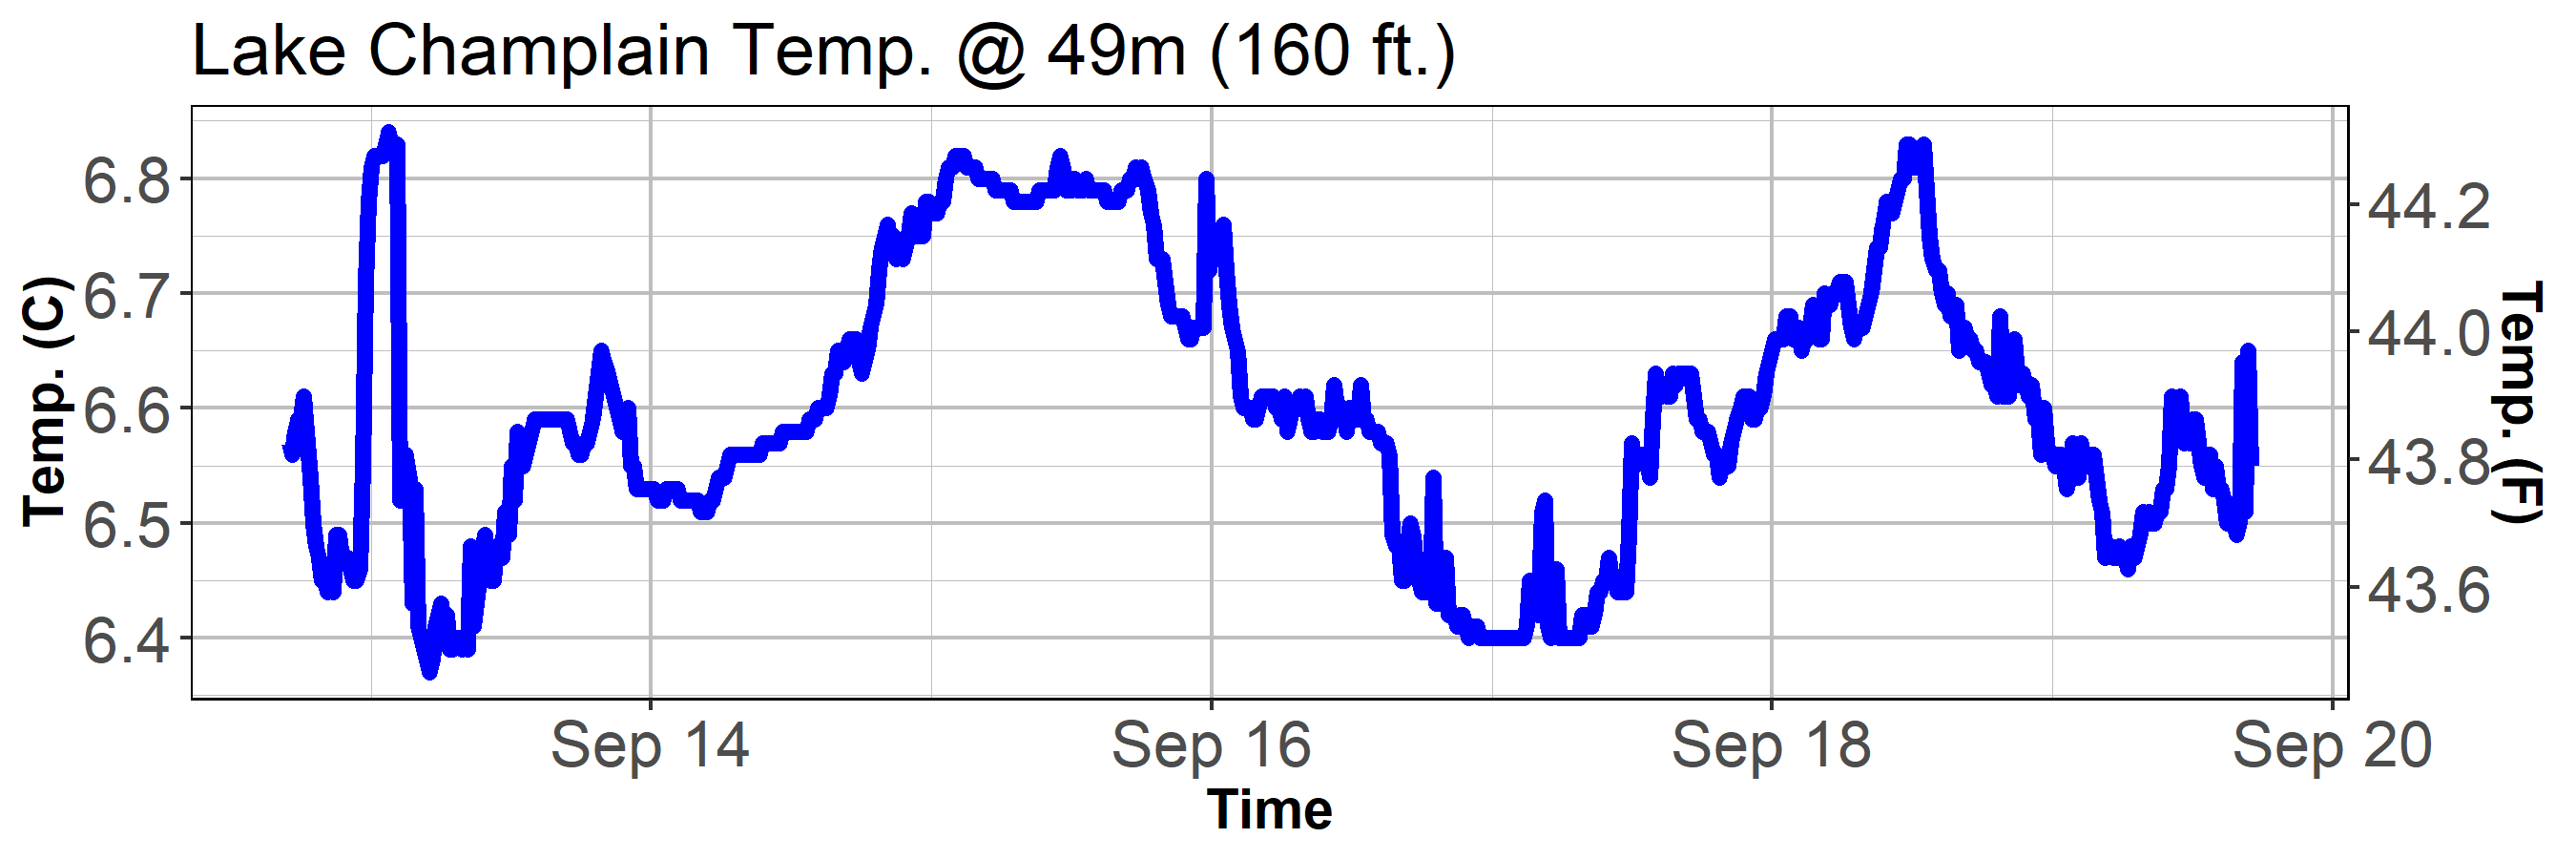 Lake Champlain Temp. @ 49m (160 ft.)
Temp. (C)
6.8
6.7
6.6
6.5
6.4
44.2
44.0
43.8
43.6
Temp. (F)
Sep 14
Sep 16
Sep 18
Sep 20
Time